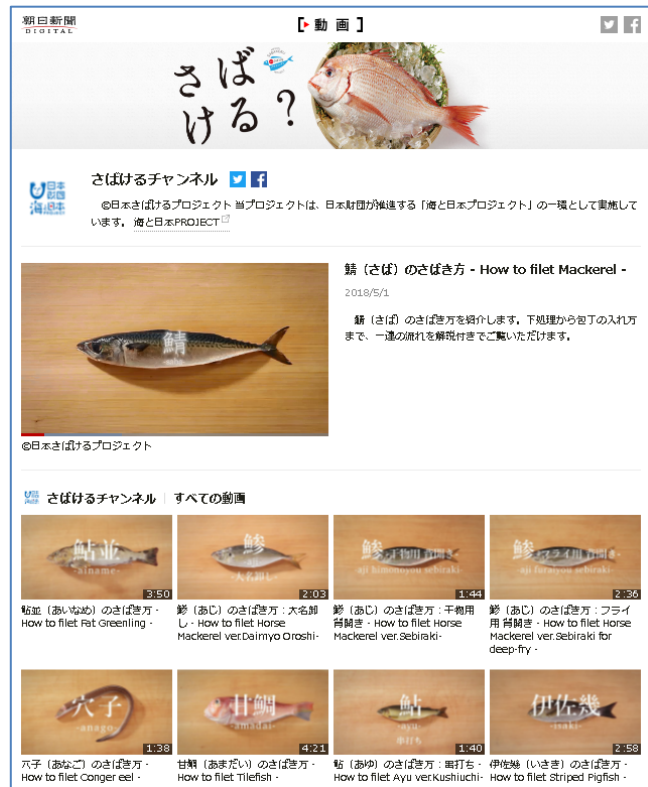 朝日新聞
DIGITAL
[▶動画]
さばける？
日本財団
海と日本
さばけるチャンネル
©日本さばけるプロジェクト 当プロジェクトは、日本財団が推進する「海と日本プロジェクト」の一環として実施して
います。 海と日本PROJECT
鯖（さば）のさばき方 - How to filet Mackerel -
2018/5/1
鯖（さば）のさばき方を紹介します。下処理から包丁の入れ方
まで、一連の流れを解説付きでご覧いただけます。
鯖
©日本さばけるプロジェクト
さばけるチャンネル | すべての動画
鮎並
-ainame-
3:50
鮎並（あいなめ）のさばき方 -
How to filet Fat Greenling -
鯵
-大名卸し-
2:03
鯵（あじ）のさばき方：大名卸
し - How to filet Horse
Mackerel ver.Daimyo Oroshi-
鯵-干物用 背開き-
-aji himonoyou sebiraki-
1:44
鯵（あじ）のさばき方：干物用
背開き - How to filet Horse
Mackerel ver.Sebiraki-
鯵-フライ用 背開き-
-aji furaiyou sebiraki-
2:36
鯵（あじ）のさばき方：フライ
用 背開き - How to filet Horse
Mackerel ver.Sebiraki for
deep-fry -
穴子
-anago-
1:38
穴子（あなご）のさばき方 -
How to filet Conger eel -
甘鯛
-amadai-
4:21
甘鯛（あまだい）のさばき方 -
How to filet Tilefish -
鮎
-ayu-
串打ち
1:40
鮎（あゆ）のさばき方：串打ち -
How to filet Ayu ver.Kushiuchi-
伊佐幾
-isaki-
2:58
伊佐幾（いさき）のさばき方 -
How to filet Striped Pigfish -